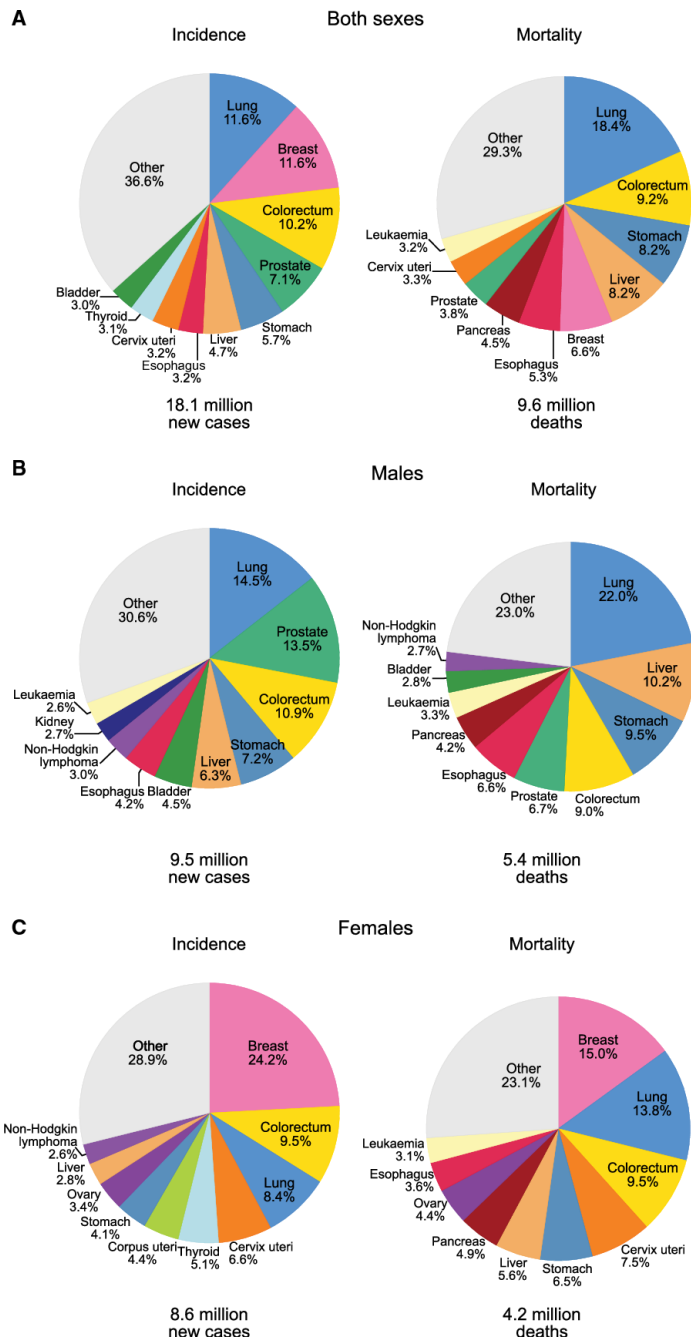 A
Both sexes
Incidence
Lung
11.6%
Breast
11.6%
Colorectum
10.2%
Prostate
7.1%
Stomach
5.7%
Liver
4.7%
Esophagus
3.2%
Cervix uteri
3.2%
Thyroid
3.1%
Bladder
3.0%
Other
36.6%
18.1 million
new cases
Mortality
Lung
18.4%
Colorectum
9.2%
Stomach
8.2%
Liver
8.2%
Breast
6.6%
Esophagus
5.3%
Pancreas
4.5%
Prostate
3.8%
Cervix uteri
3.3%
Leukaemia
3.2%
Other
29.3%
9.6 million
deaths
B
Males
Incidence
Lung
14.5%
Prostate
13.5%
Colorectum
10.9%
Stomach
7.2%
Liver
6.3%
Bladder
4.5%
Esophagus
4.2%
Non-Hodgkin
lymphoma
3.0%
Kidney
2.7%
Leukaemia
2.6%
Other
30.6%
9.5 million
new cases
Mortality
Lung
22.0%
Liver
10.2%
Stomach
9.5%
Colorectum
9.0%
Prostate
6.7%
Esophagus
6.6%
Pancreas
4.2%
Leukaemia
3.3%
Bladder
2.8%
Non-Hodgkin
lymphoma
2.7%
Other
23.0%
5.4 million
deaths
C
Females
Incidence
Breast
24.2%
Colorectum
9.5%
Lung
8.4%
Cervix uteri
6.6%
Thyroid
5.1%
Corpus uteri
4.4%
Stomach
4.1%
Ovary
3.4%
Liver
2.8%
Non-Hodgkin
lymphoma
2.6%
Other
28.9%
8.6 million
new cases
Mortality
Breast
15.0%
Lung
13.8%
Colorectum
9.5%
Cervix uteri
7.5%
Stomach
6.5%
Liver
5.6%
Pancreas
4.9%
Ovary
4.4%
Esophagus
3.6%
Leukaemia
3.1%
Other
23.1%
4.2 million
deaths